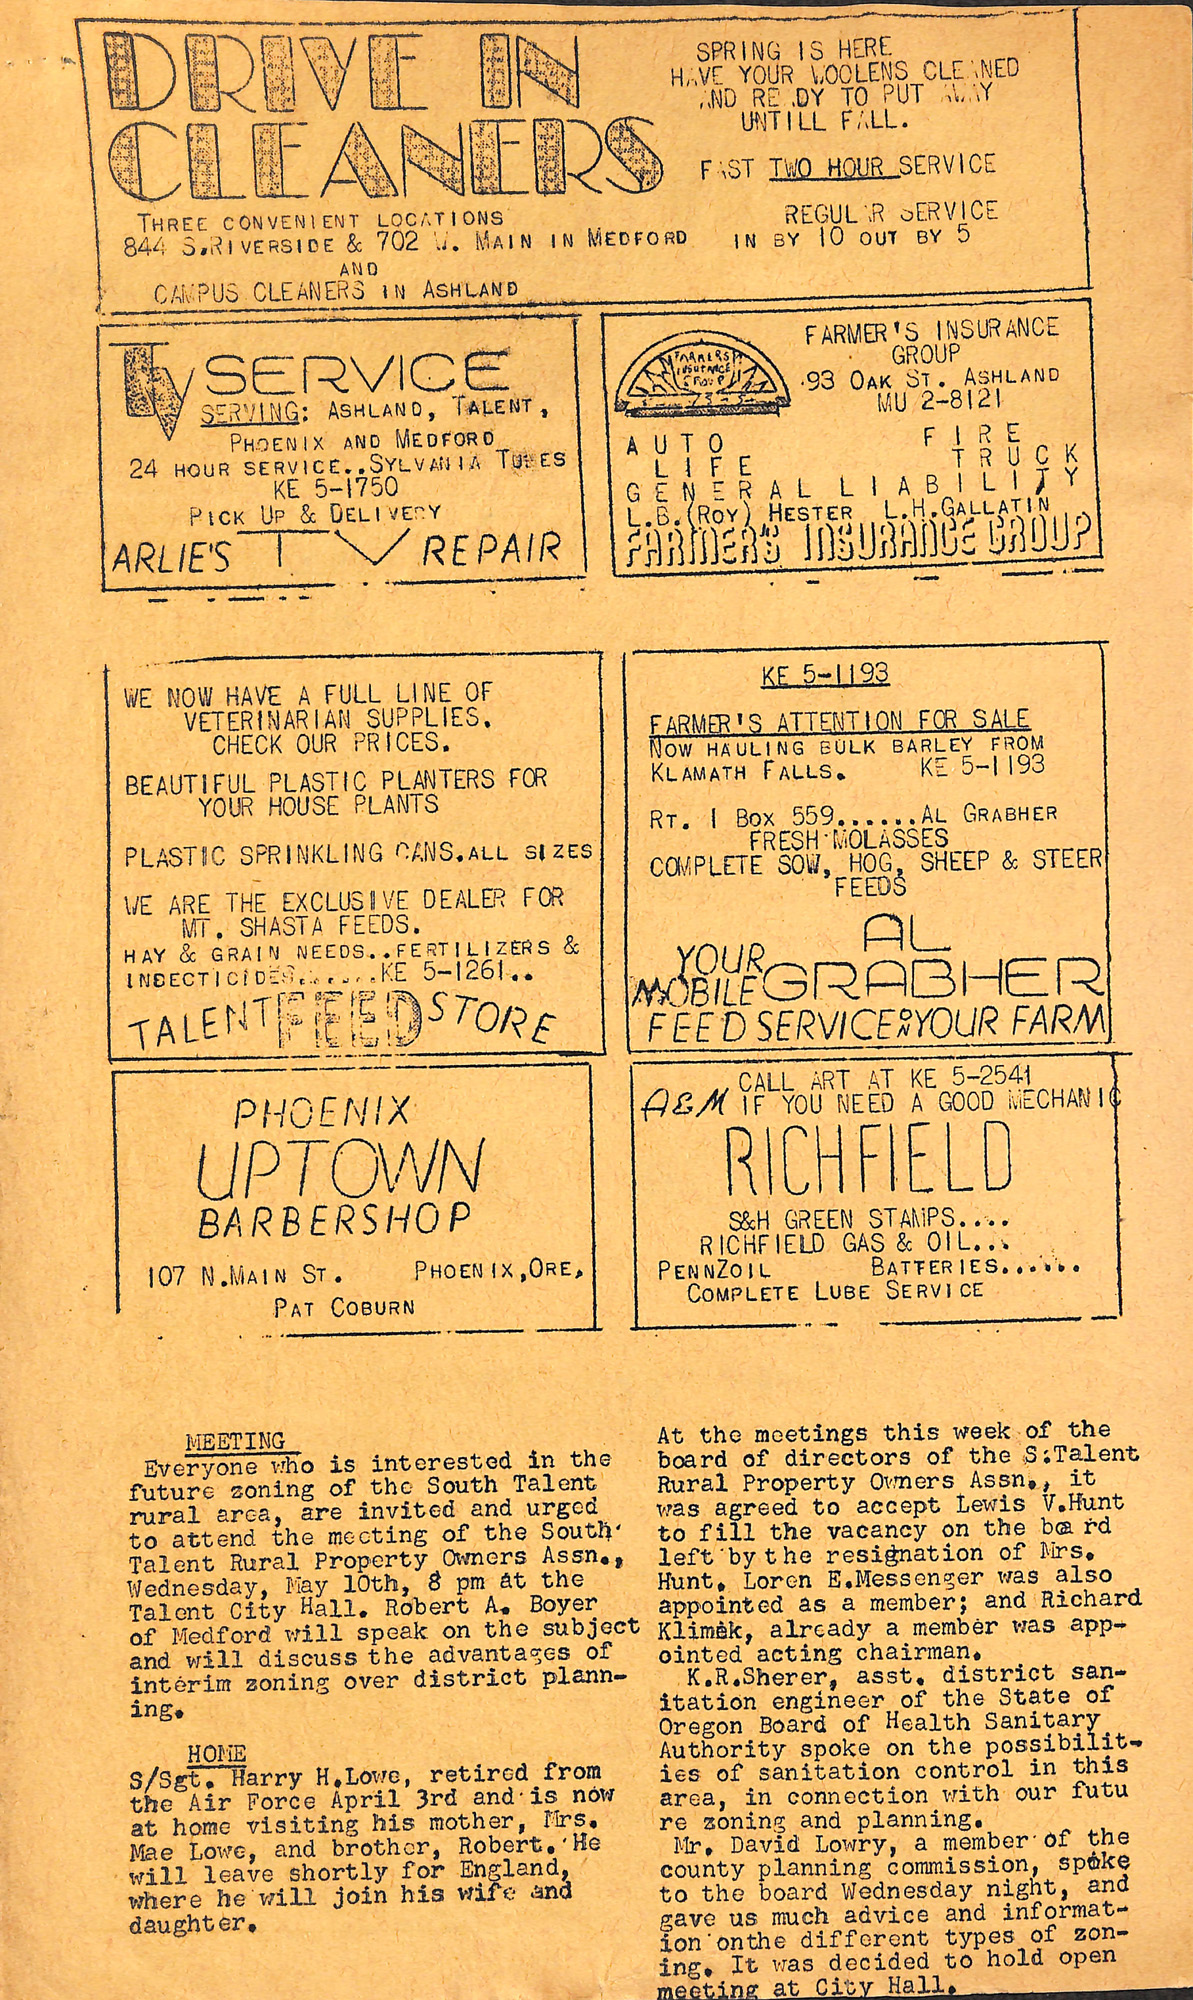 DRIVE IN
CLEANERS
THREE CONVENIENT LOCATIONS
844 S.RIVERSIDE & 702 W. MAIN IN MEDFORD
AND
CAMPUS CLEANERS IN ASHLAND
SPRING IS HERE
HAVE YOUR WOOLENS CLEANED
AND READY TO PUT AWAY
UNTILL FALL.
FAST TWO HOUR SERVICE
REGULAR SERVICE
IN BY 10 OUT BY 5
TV SERVICE
SERVING: ASHLAND, TALENT,
PHOENIX AND MEDFORD
24 HOUR SERVICE..SYLVANIA TUBES
KE 5-1750
PICK UP & DELIVERY
ARLIE'S TV REPAIR
FARMERS
INSURANCE
GROUP
FARMER'S INSURANCE
GROUP
93 OAK ST. ASHLAND
MU 2-8121
AUTO FIRE
LIFE TRUCK
GENERAL LIABILITY
L.B.(ROY) HESTER L.H.GALLATIN
FARMER'S INSURANCE GROUP
WE NOW HAVE A FULL LINE OF
VETERINARIAN SUPPLIES.
CHECK OUR PRICES.
BEAUTIFUL PLASTIC PLANTERS FOR
YOUR HOUSE PLANTS
PLASTIC SPRINKLING CANS.ALL SIZES
WE ARE THE EXCLUSIVE DEALER FOR
MT. SHASTA FEEDS.
HAY & GRAIN NEEDS..FERTILIZERS &
INSECTICIDES.......KE 5-1261..
TALENT FEED STORE
KE 5-1193
FARMER'S ATTENTION FOR SALE
NOW HAULING BULK BARLEY FROM
KLAMATH FALLS. KE 5-1193
RT. 1 BOX 559......AL GRABHER
FRESH MOLASSES
COMPLETE SOW, HOG, SHEEP & STEER
FEEDS
AL
YOUR
MOBILE GRABHER
FEED SERVICE ON YOUR FARM
PHOENIX
UPTOWN
BARBERSHOP
107 N.MAIN ST. PHOENIX,ORE,
PAT COBURN
CALL ART AT KE 5-2541
A&M IF YOU NEED A GOOD MECHANIC
RICHFIELD
S&H GREEN STAMPS....
RICHFIELD GAS & OIL...
PENNZOIL BATTERIES......
COMPLETE LUBE SERVICE
MEETING
Everyone who is interested in the
future zoning of the South Talent
rural area, are invited and urged
to attend the meeting of the South
Talent Rural Property Owners Assn.,
Wednesday, May 10th, 8 pm at the
Talent City Hall. Robert A. Boyer
of Medford will speak on the subject
and will discuss the advantages of
interim zoning over district plann-
ing.
HOME
S/Sgt. Harry H.Lowe, retired from
the Air Force April 3rd and is now
at home visiting his mother, Mrs.
Mae Lowe, and brother, Robert. He
will leave shortly for England,
where he will join his wife and
daughter.
At the meetings this week of the
board of directors of the S.Talent
Rural Property Owners Assn., it
was agreed to accept Lewis V.Hunt
to fill the vacancy on the board
left by the resignation of Mrs.
Hunt. Loren E.Messenger was also
appointed as a member; and Richard
Klimek, already a member was app-
ointed acting chairman.
K.R.Sherer, asst. district san-
itation engineer of the State of
Oregon Board of Health Sanitary
Authority spoke on the possibilit-
ies of sanitation control in this
area, in connection with our futu
re zoning and planning.
Mr. David Lowry, a member of the
county planning commission, spoke
to the board Wednesday night, and
gave us much advice and informat-
ion onthe different types of zon-
ing. It was decided to hold open
meeting at City Hall.